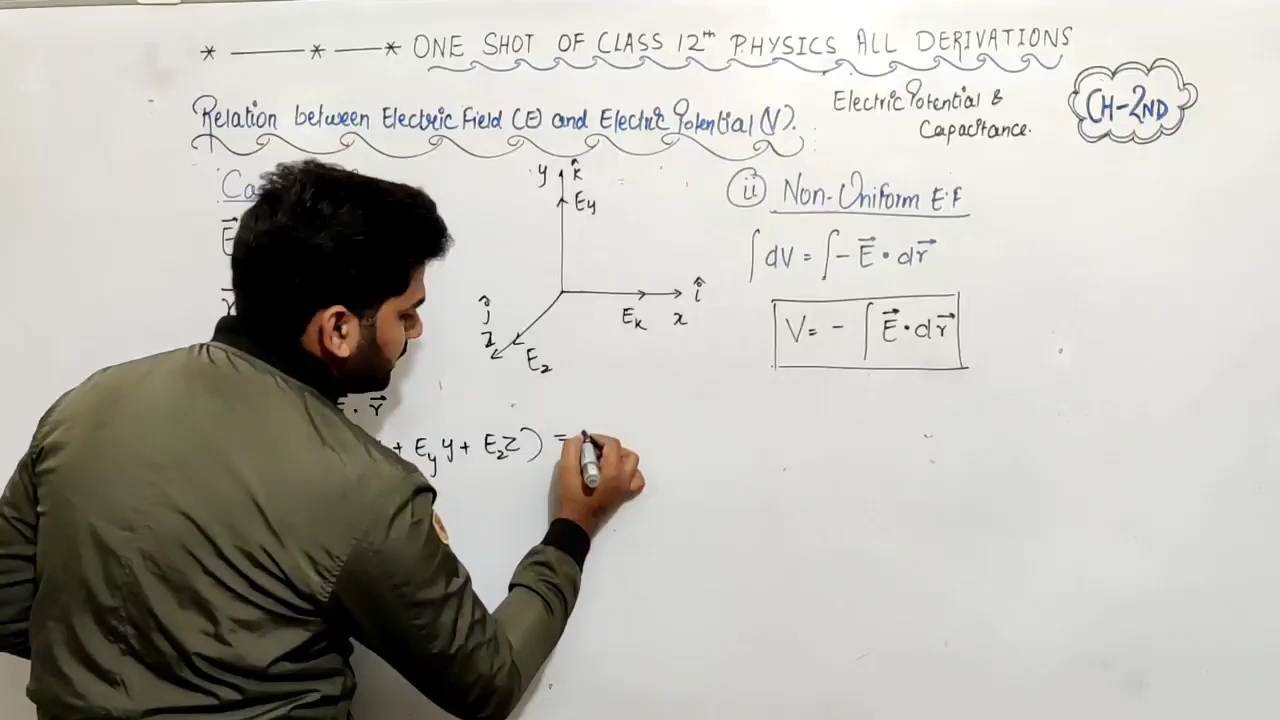 * ——— * — * ONE SHOT OF CLASS 12th PHYSICS ALL DERIVATIONS
Relation between Electric Field (E) and Electric Potential (V).
Electric Potential &
Capacitance.
CH-2ND
y k̂
Ey
î
Ex x
ĵ
z
Ez
E⃗
r⃗
. r⃗
+ Eyy + Ezz) =
(ii) Non-Uniform E.F
∫dV = ∫- E⃗ • dr⃗
V = - ∫ E⃗ • dr⃗